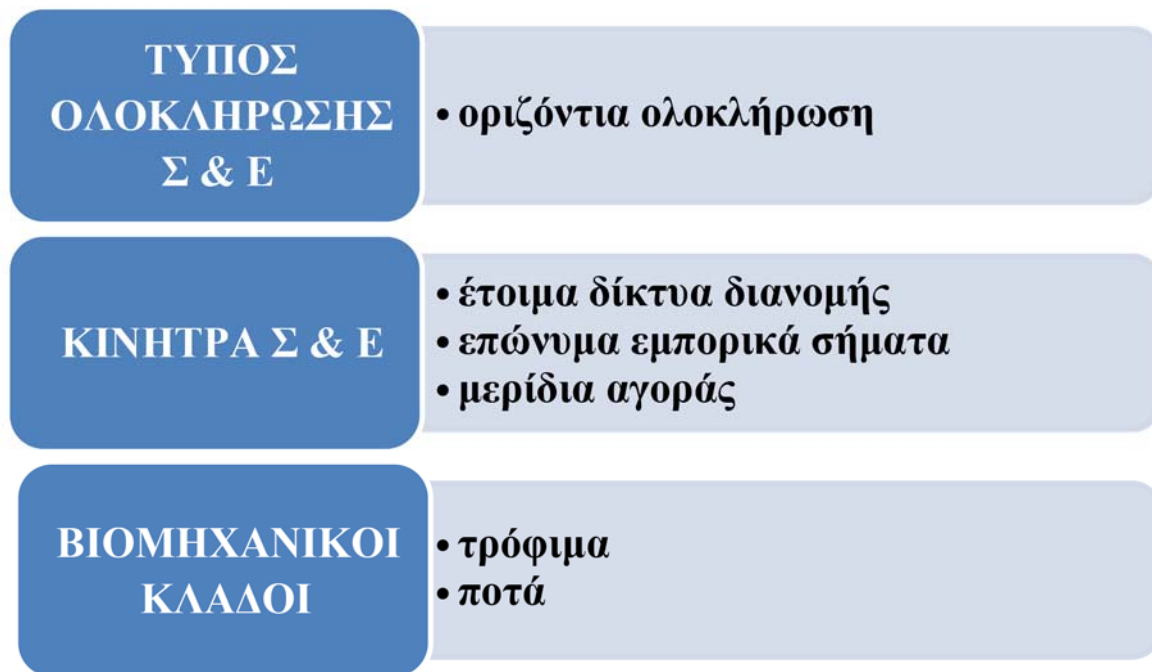 ΤΥΠΟΣ
ΟΛΟΚΛΗΡΩΣΗΣ
Σ & Ε
• οριζόντια ολοκλήρωση
ΚΙΝΗΤΡΑ Σ & Ε
• έτοιμα δίκτυα διανομής
• επώνυμα εμπορικά σήματα
• μερίδια αγοράς
ΒΙΟΜΗΧΑΝΙΚΟΙ
ΚΛΑΔΟΙ
• τρόφιμα
• ποτά